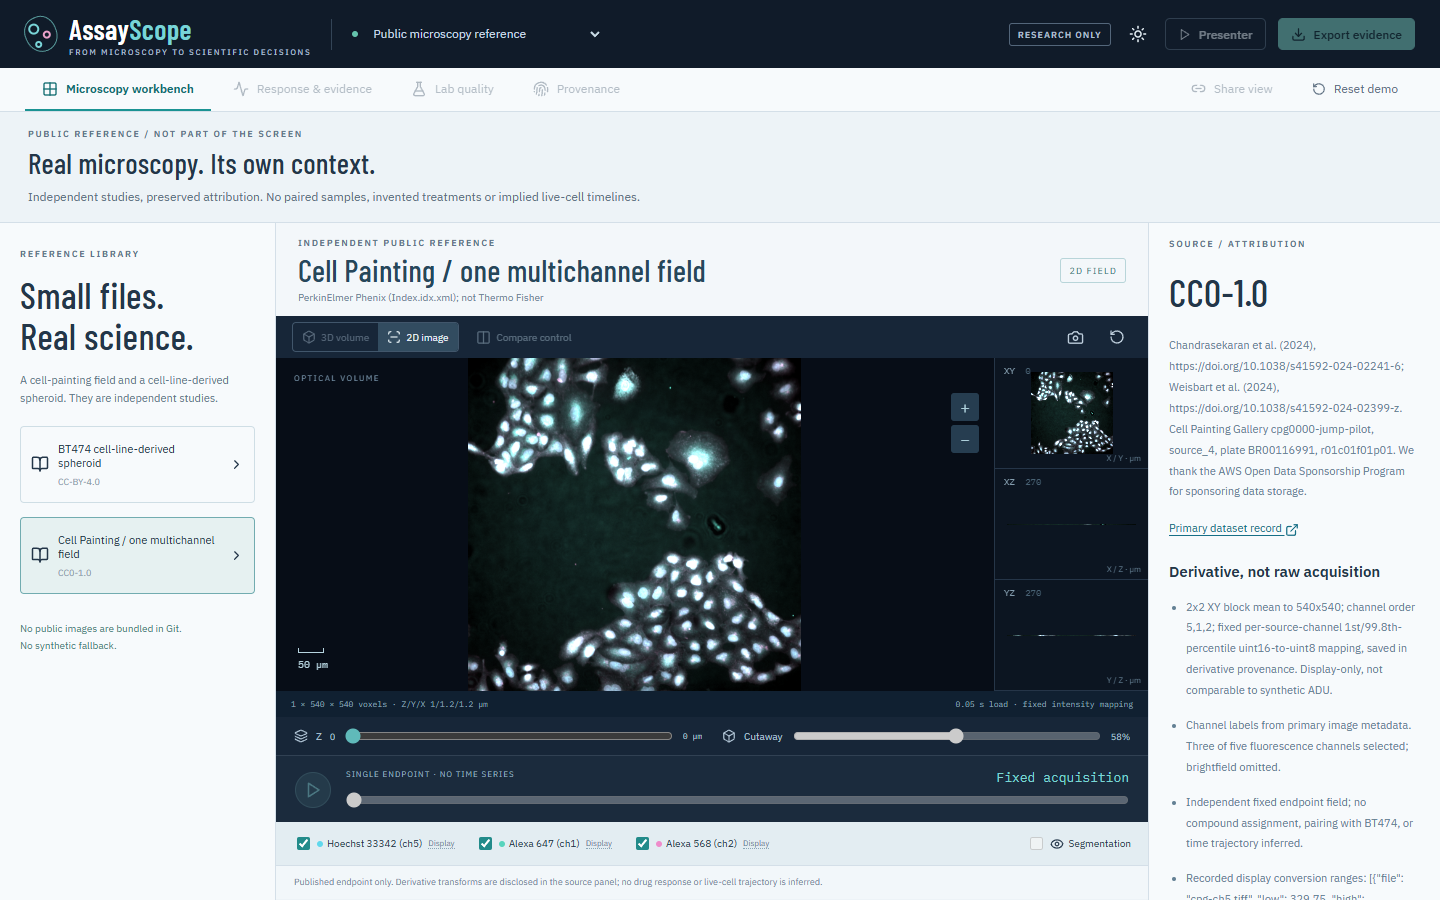 AssayScope
FROM MICROSCOPY TO SCIENTIFIC DECISIONS
Public microscopy reference
RESEARCH ONLY
Presenter
Export evidence
Microscopy workbench
Response & evidence
Lab quality
Provenance
Share view
Reset demo
PUBLIC REFERENCE / NOT PART OF THE SCREEN
Real microscopy. Its own context.
Independent studies, preserved attribution. No paired samples, invented treatments or implied live-cell timelines.
REFERENCE LIBRARY
Small files.
Real science.
A cell-painting field and a cell-line-derived
spheroid. They are independent studies.
BT474 cell-line-derived
spheroid
CC-BY-4.0
Cell Painting / one multichannel
field
CC0-1.0
No public images are bundled in Git.
No synthetic fallback.
INDEPENDENT PUBLIC REFERENCE
Cell Painting / one multichannel field
PerkinElmer Phenix (Index.idx.xml); not Thermo Fisher
2D FIELD
3D volume
2D image
Compare control
OPTICAL VOLUME
+
−
50 µm
XY 0
X / Y · µm
XZ 270
X / Z · µm
YZ 270
Y / Z · µm
1 × 540 × 540 voxels · Z/Y/X 1/1.2/1.2 µm
0.05 s load · fixed intensity mapping
Z 0
0 µm
Cutaway
58%
SINGLE ENDPOINT · NO TIME SERIES
Fixed acquisition
Hoechst 33342 (ch5) Display
Alexa 647 (ch1) Display
Alexa 568 (ch2) Display
Segmentation
Published endpoint only. Derivative transforms are disclosed in the source panel; no drug response or live-cell trajectory is inferred.
SOURCE / ATTRIBUTION
CC0-1.0
Chandrasekaran et al. (2024),
https://doi.org/10.1038/s41592-024-02241-6;
Weisbart et al. (2024),
https://doi.org/10.1038/s41592-024-02399-z.
Cell Painting Gallery cpg0000-jump-pilot,
source_4, plate BR00116991, r01c01f01p01. We
thank the AWS Open Data Sponsorship Program
for sponsoring data storage.
Primary dataset record
Derivative, not raw acquisition
2x2 XY block mean to 540x540; channel order
5,1,2; fixed per-source-channel 1st/99.8th-
percentile uint16-to-uint8 mapping, saved in
derivative provenance. Display-only, not
comparable to synthetic ADU.
Channel labels from primary image metadata.
Three of five fluorescence channels selected;
brightfield omitted.
Independent fixed endpoint field; no
compound assignment, pairing with BT474, or
time trajectory inferred.
Recorded display conversion ranges: [{"file":
"cpg-ch5.tiff", "low": 329.75, "high":